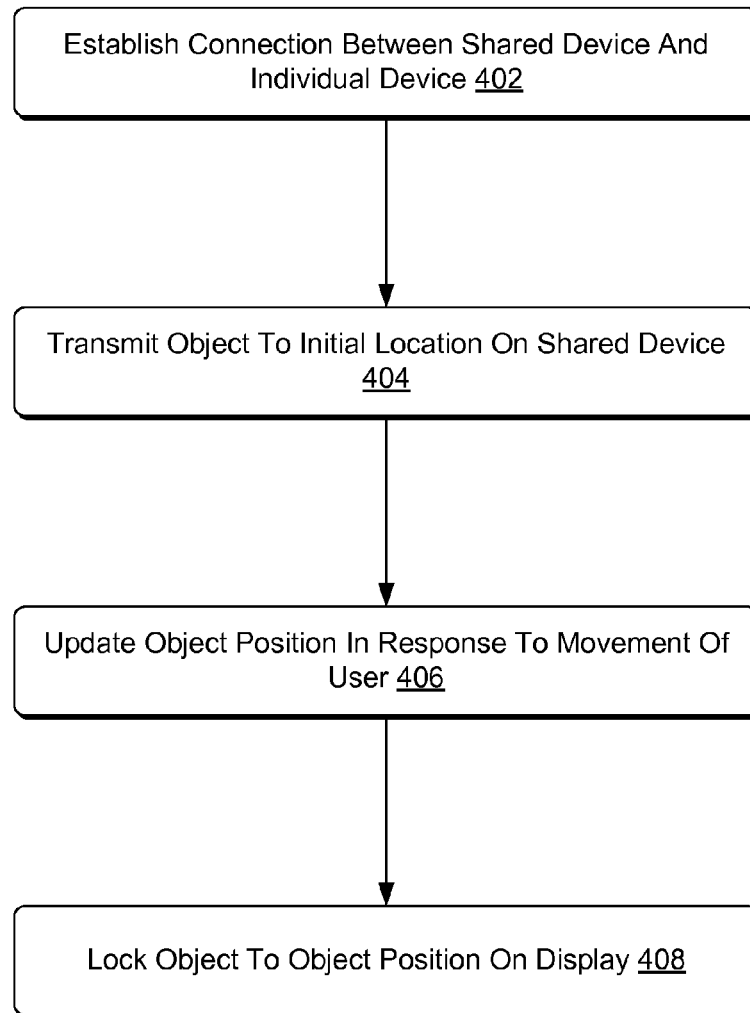 Establish Connection Between Shared Device And
Individual Device 402
Transmit Object To Initial Location On Shared Device
404
Update Object Position In Response To Movement Of
User 406
Lock Object To Object Position On Display 408